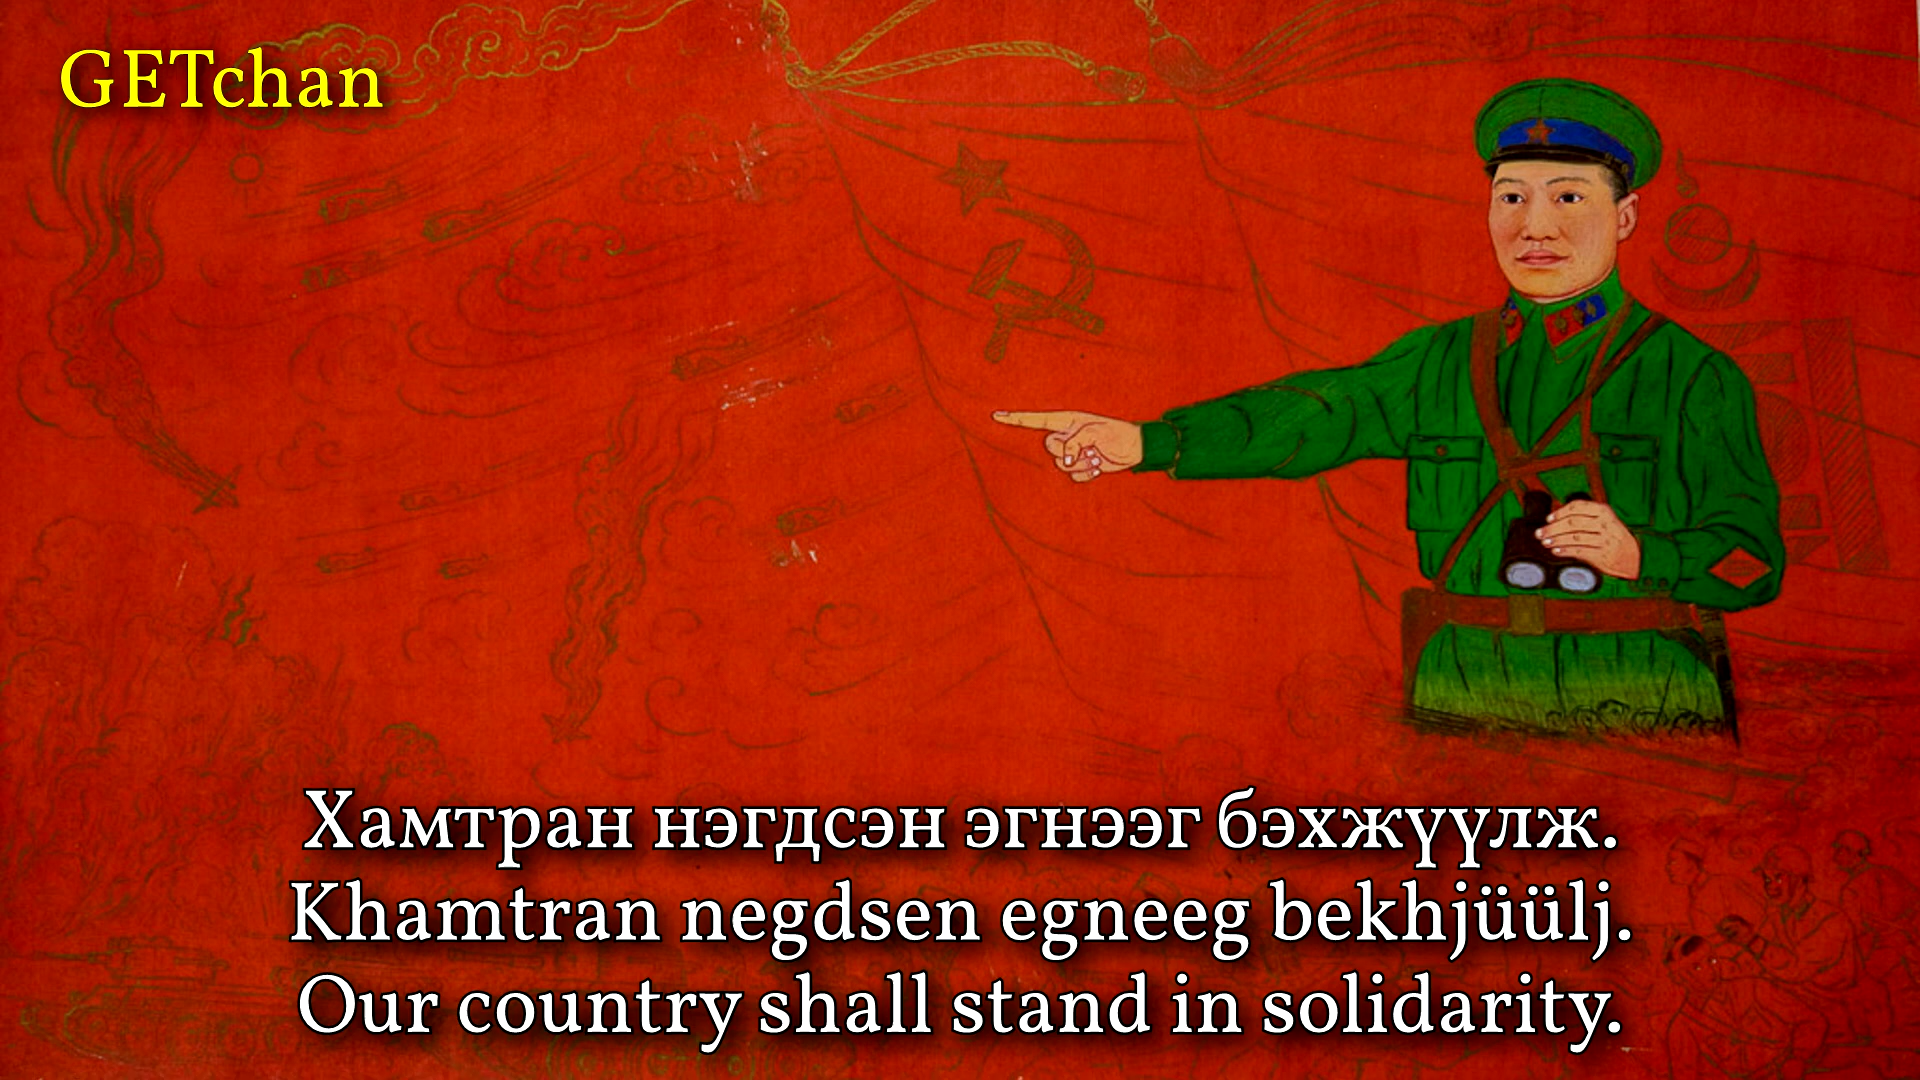 GETchan
Хамтран нэгдсэн эгнээг бэхжүүлж.
Khamtran negdsen egneeg bekhjüülj.
Our country shall stand in solidarity.